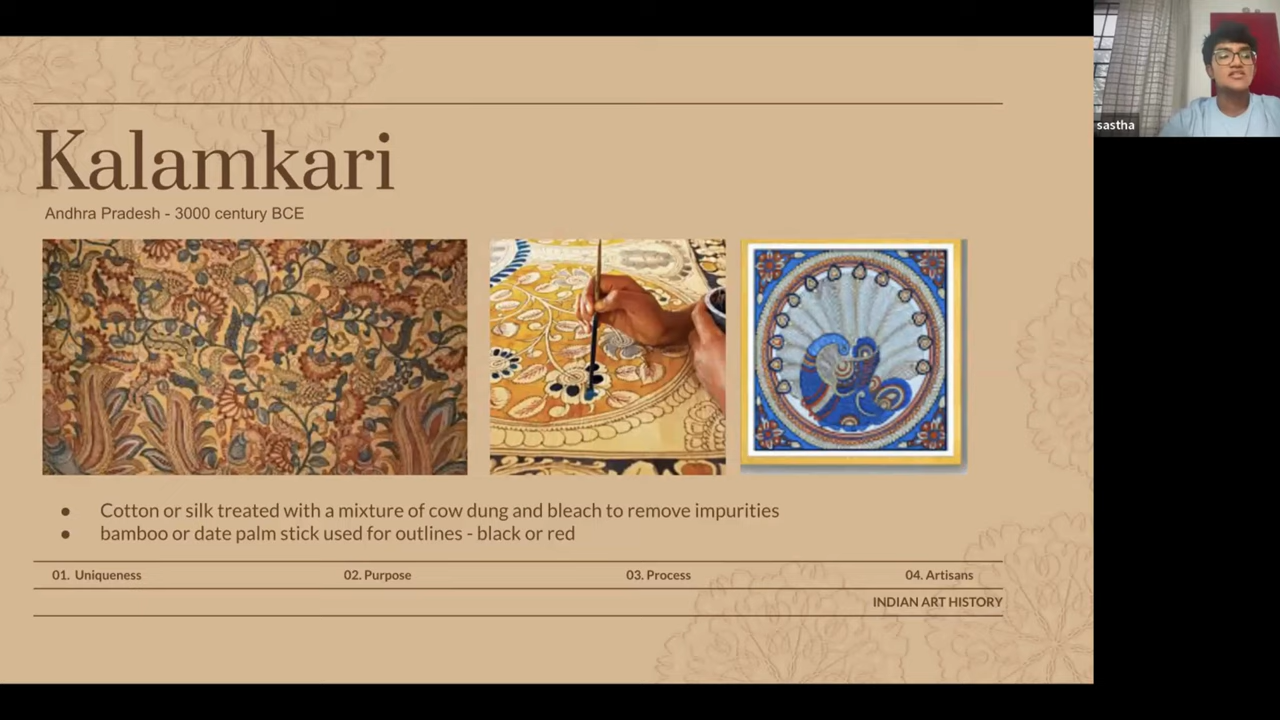 Kalamkari
Andhra Pradesh - 3000 century BCE
● Cotton or silk treated with a mixture of cow dung and bleach to remove impurities
● bamboo or date palm stick used for outlines - black or red
01. Uniqueness 02. Purpose 03. Process 04. Artisans
INDIAN ART HISTORY
sastha